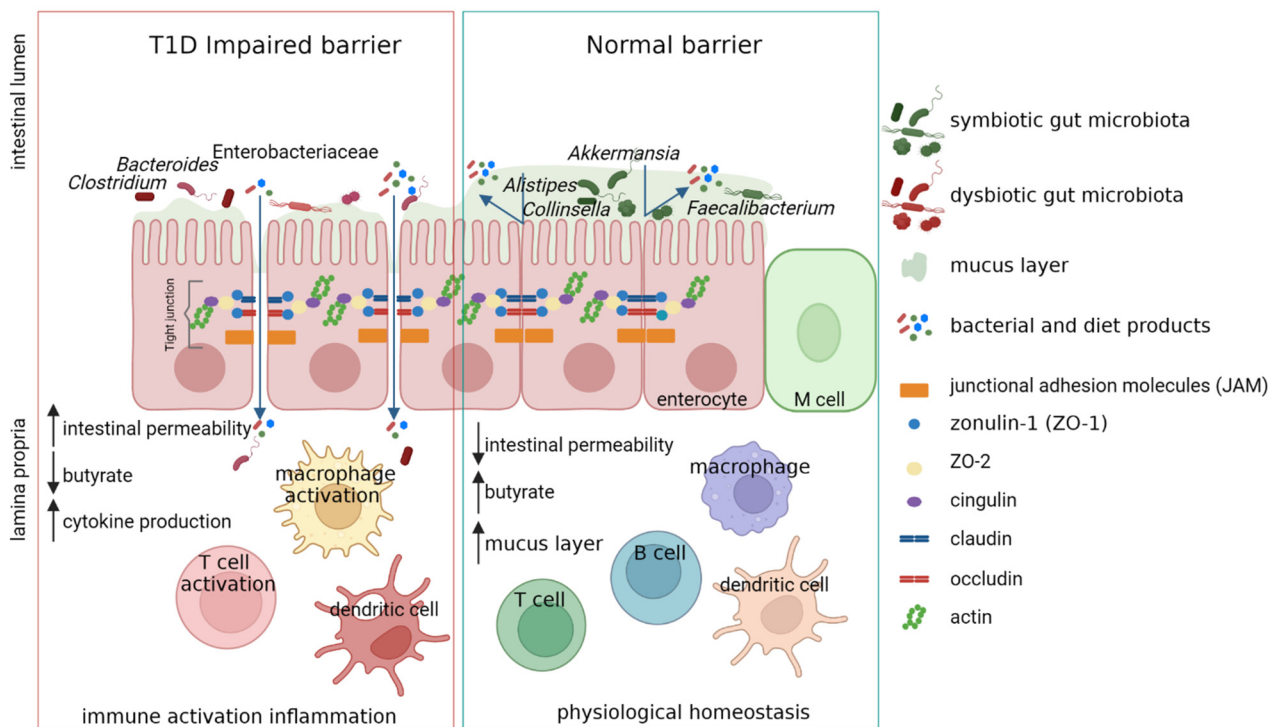 intestinal lumen
T1D Impaired barrier
Normal barrier
Bacteroides
Clostridium
Enterobacteriaceae
Akkermansia
Alistipes
Collinsella
Faecalibacterium
Tight junction
enterocyte
M cell
lamina propria
intestinal permeability
butyrate
cytokine production
macrophage
activation
T cell
activation
dendritic cell
immune activation inflammation
intestinal permeability
butyrate
mucus layer
macrophage
B cell
T cell
dendritic cell
physiological homeostasis
symbiotic gut microbiota
dysbiotic gut microbiota
mucus layer
bacterial and diet products
junctional adhesion molecules (JAM)
zonulin-1 (ZO-1)
ZO-2
cingulin
claudin
occludin
actin